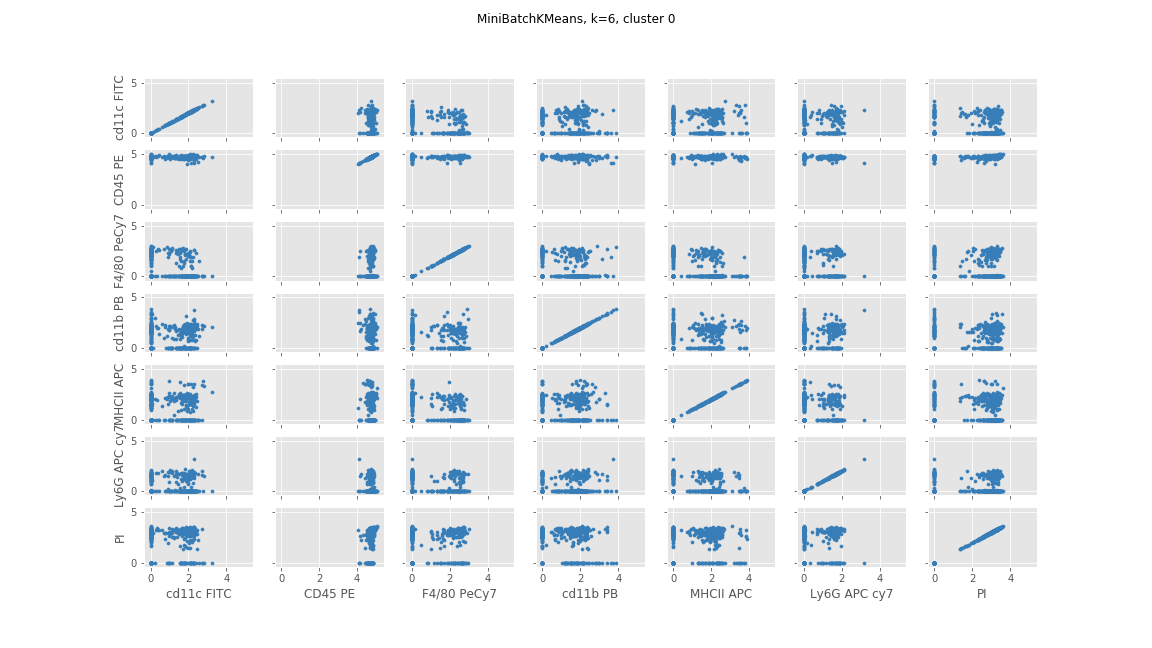 MiniBatchKMeans, k=6, cluster 0
cd11c FITC
5
0
CD45 PE
5
0
F4/80 PeCy7
5
0
cd11b PB
5
0
MHCII APC
5
0
Ly6G APC cy7
5
0
PI
5
0
0 2 4 0 2 4 0 2 4 0 2 4 0 2 4 0 2 4 0 2 4
cd11c FITC CD45 PE F4/80 PeCy7 cd11b PB MHCII APC Ly6G APC cy7 PI